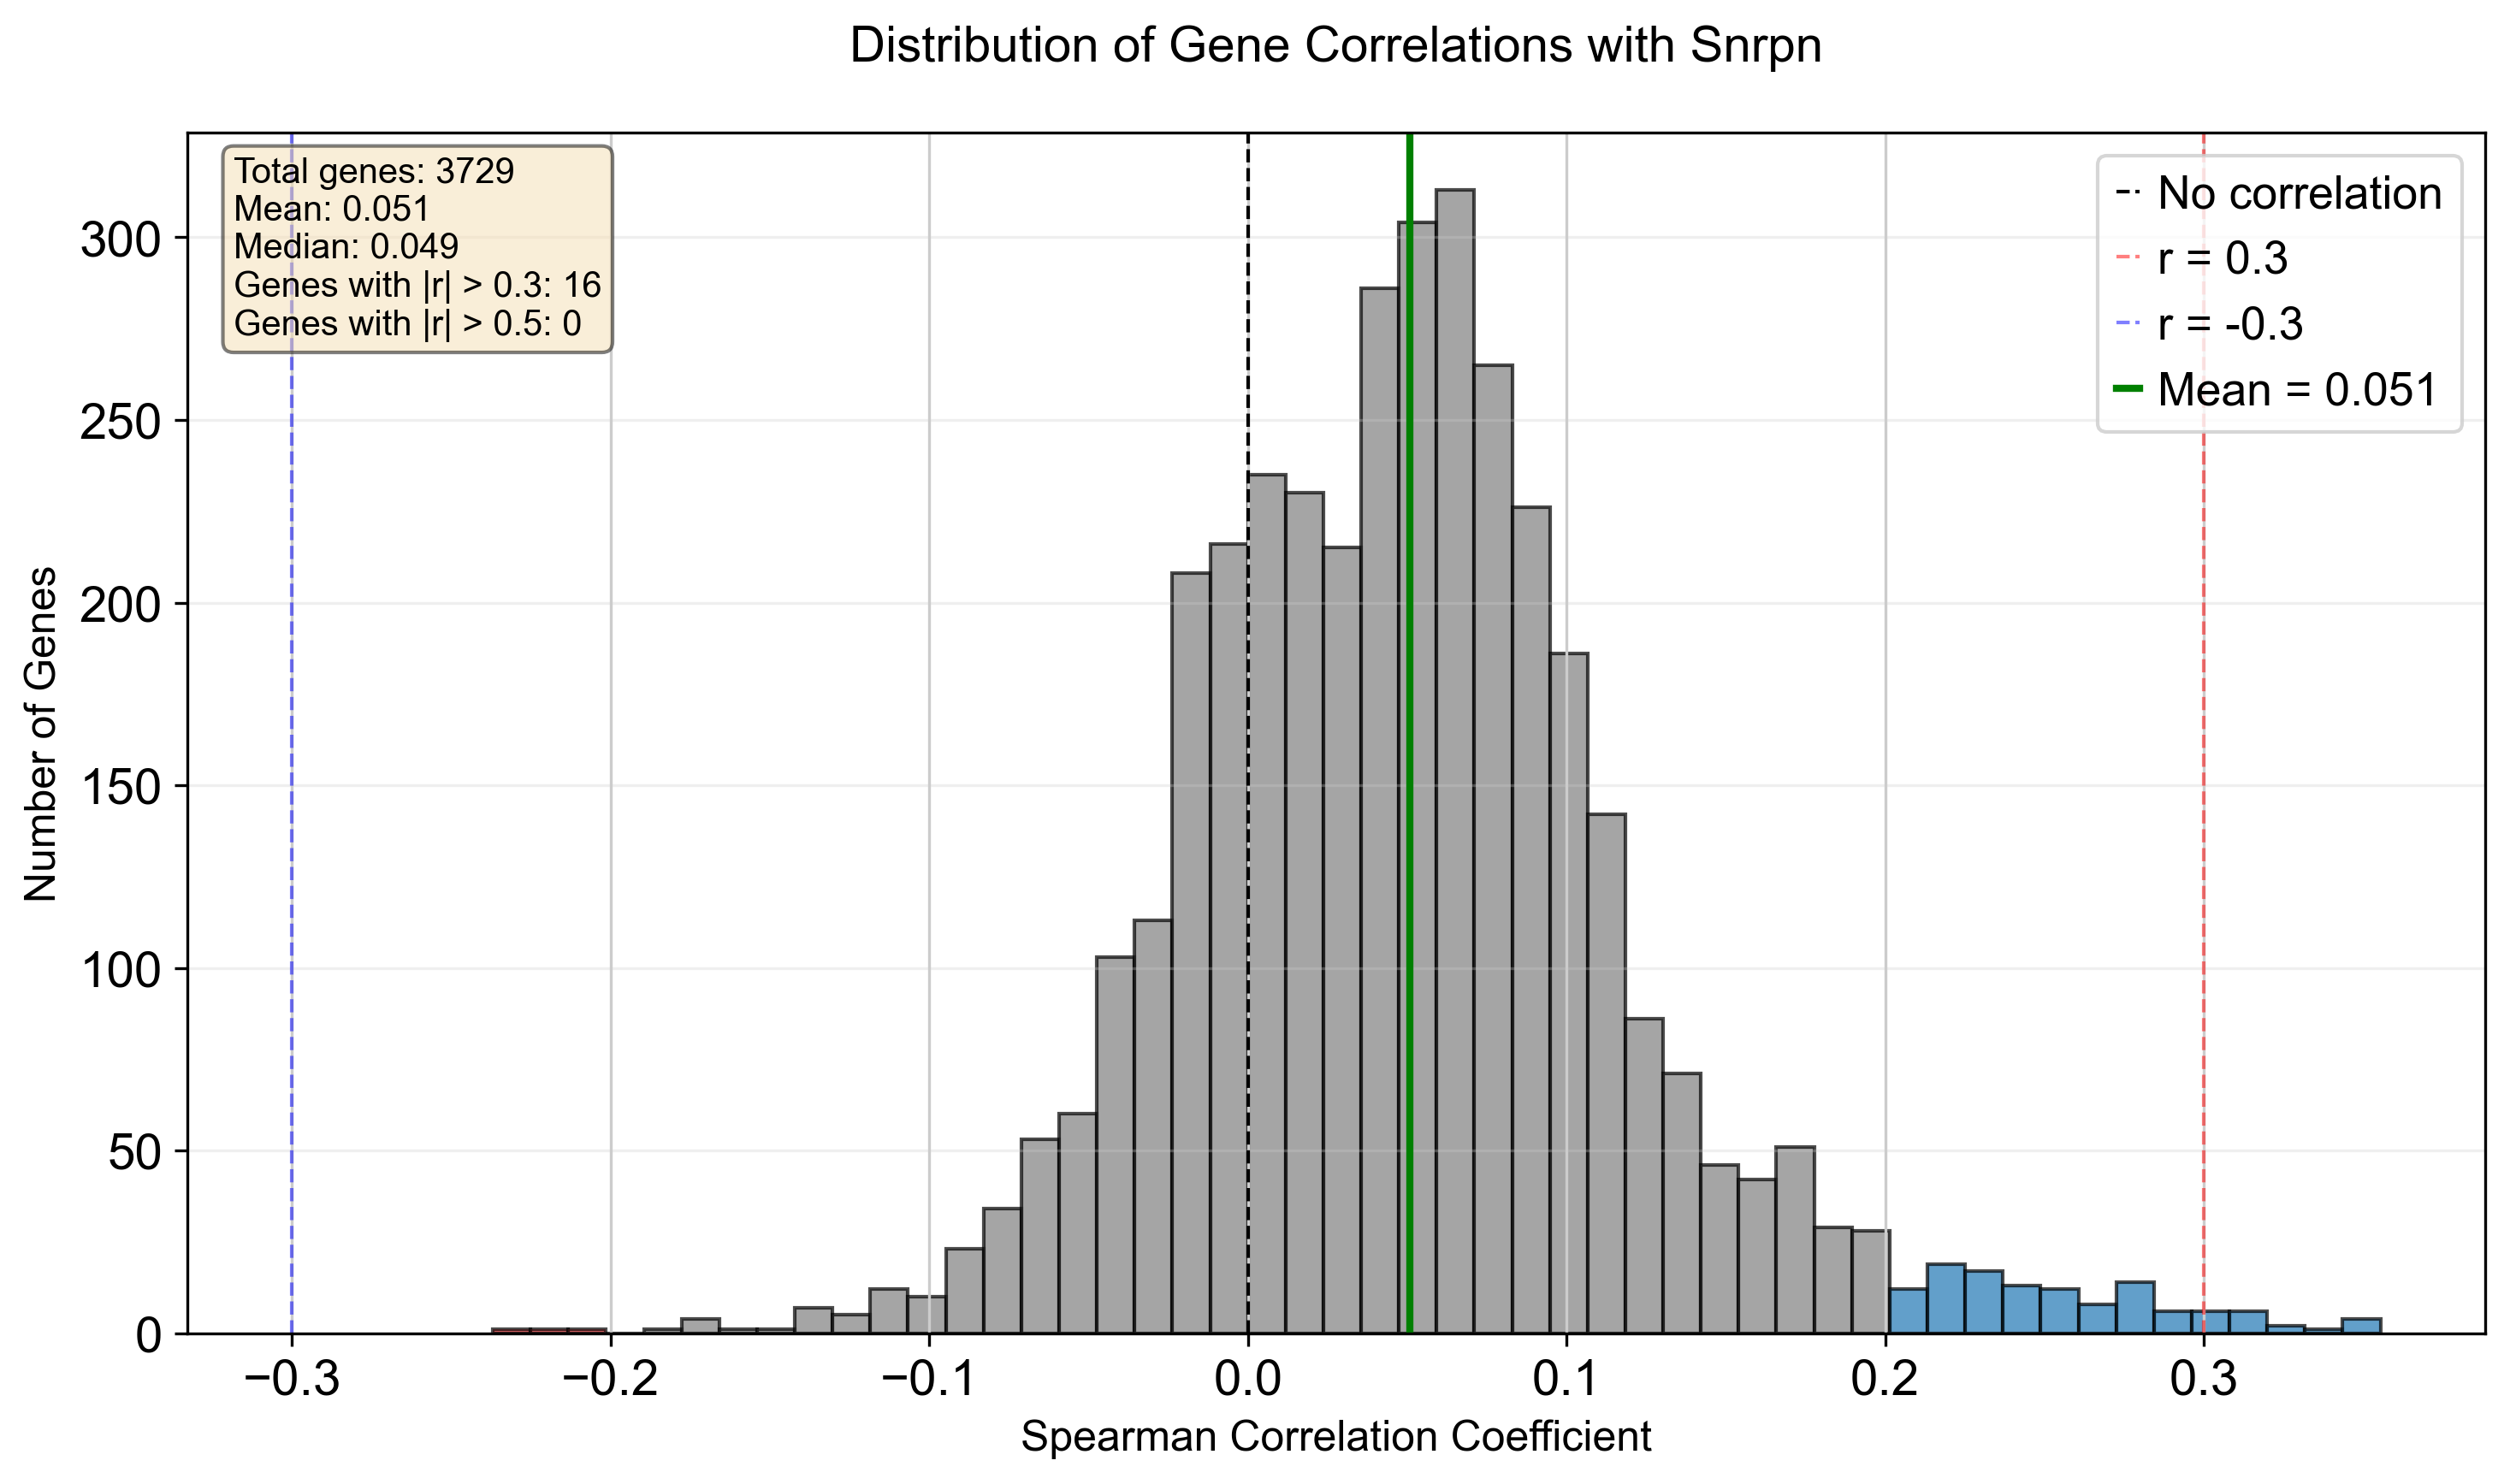 Distribution of Gene Correlations with Snrpn
Total genes: 3729
Mean: 0.051
Median: 0.049
Genes with |r| > 0.3: 16
Genes with |r| > 0.5: 0
No correlation
r = 0.3
r = -0.3
Mean = 0.051
Number of Genes
300
250
200
150
100
50
0
−0.3 −0.2 −0.1 0.0 0.1 0.2 0.3
Spearman Correlation Coefficient